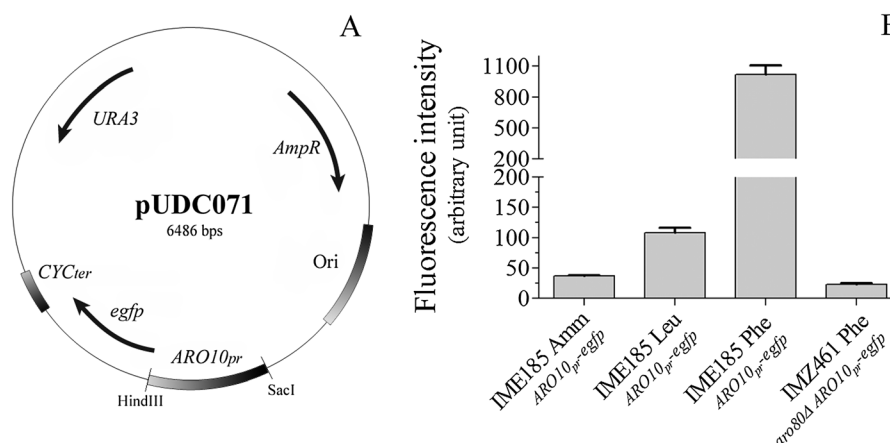 A
URA3
AmpR
pUDC071
6486 bps
Ori
CYCter
egfp
ARO10pr
HindIII
SacI
Fluorescence intensity
(arbitrary unit)
1100
800
500
200
200
150
100
50
0
IME185 Amm
ARO10pr-egfp
IME185 Leu
ARO10pr-egfp
IME185 Phe
ARO10pr-egfp
IMZ461 Phe
aro80Δ ARO10pr-egfp